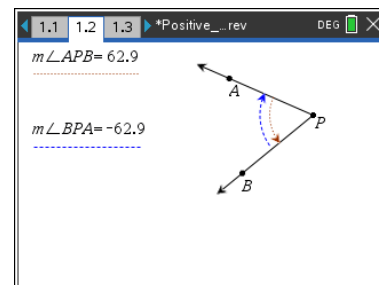 1.1 1.2 1.3 *Positive_...rev DEG
m∠APB= 62.9
A
P
m∠BPA= -62.9
B